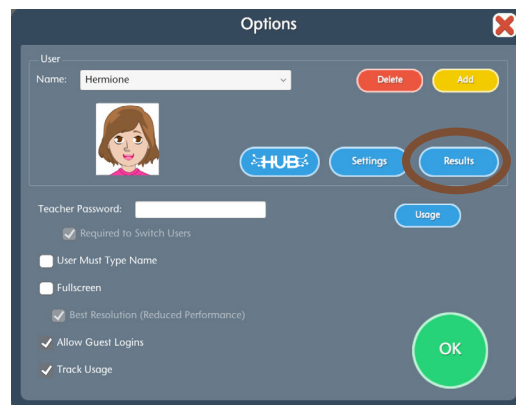 Options
User
Name: Hermione Delete Add
HUB Settings Results
Teacher Password: Usage
Required to Switch Users
User Must Type Name
Fullscreen
Best Resolution (Reduced Performance)
Allow Guest Logins
OK
Track Usage